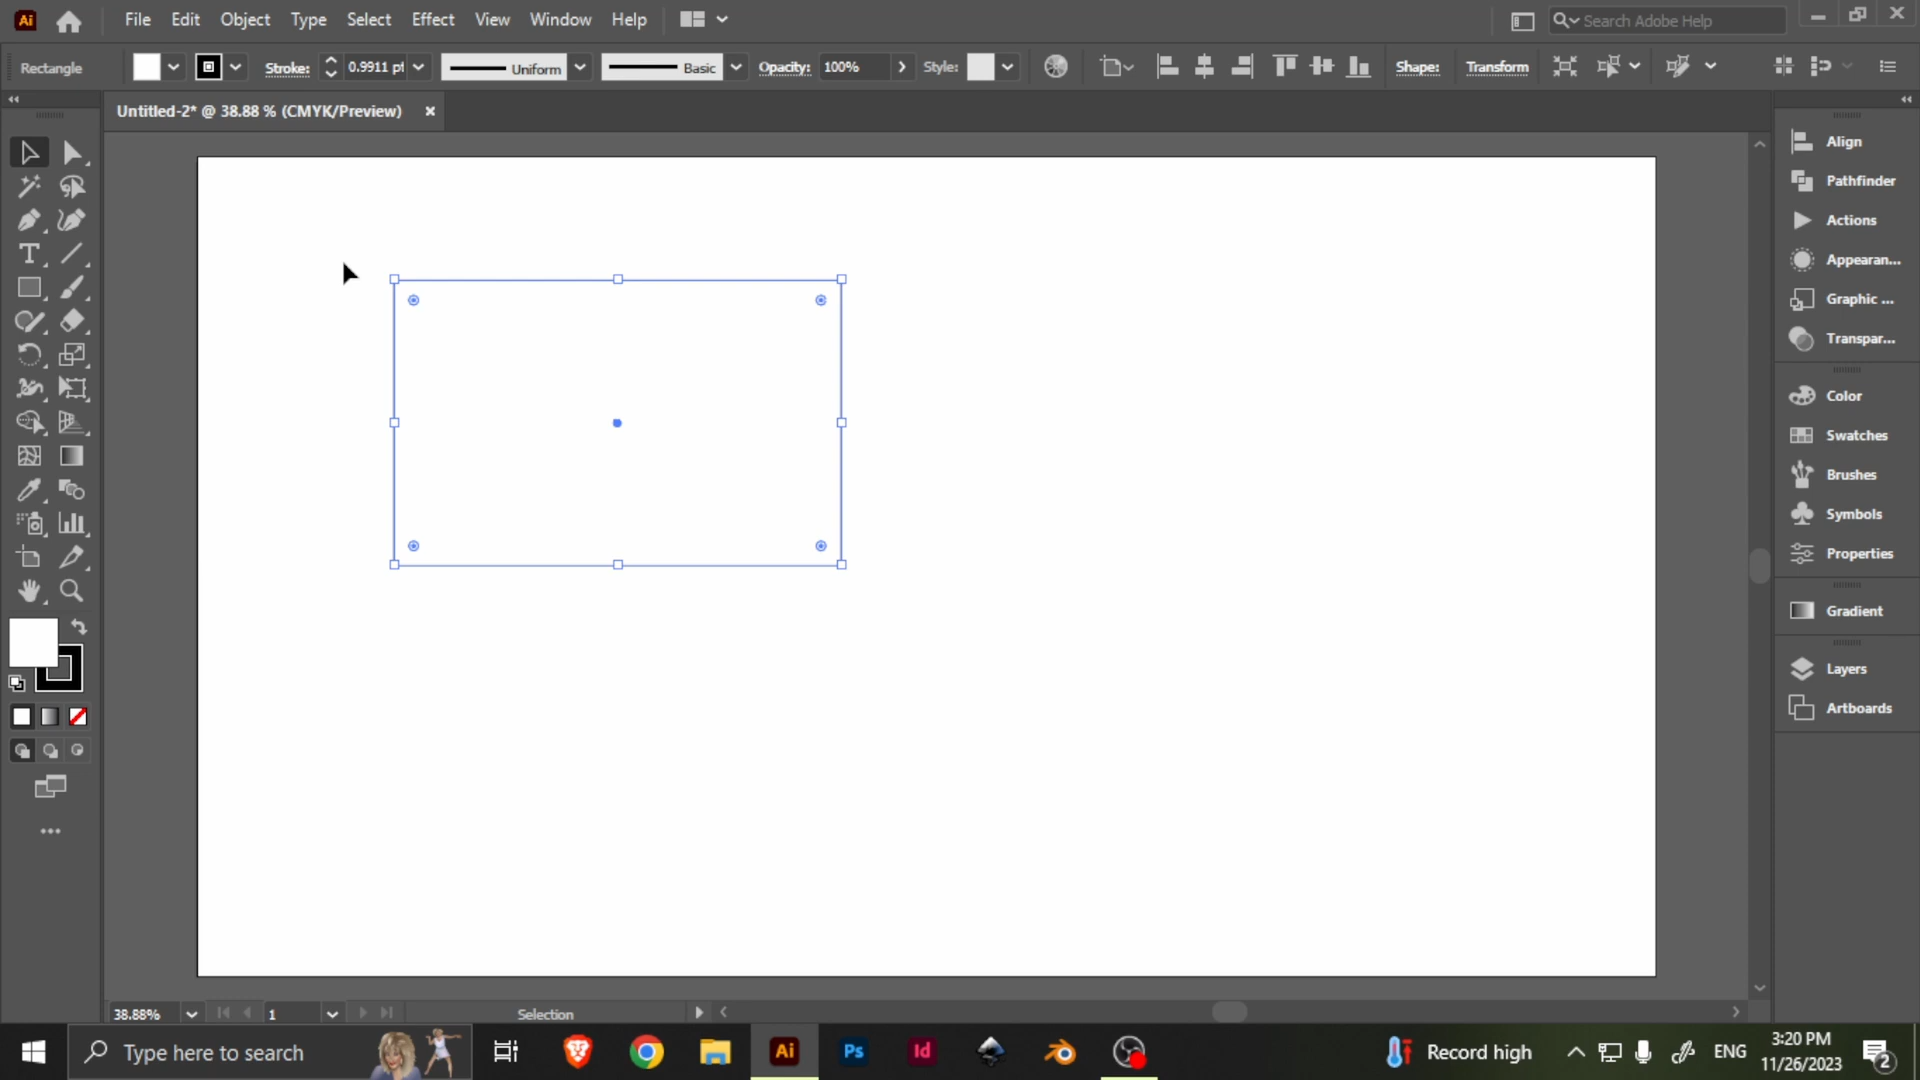 Ai File Edit Object Type Select Effect View Window Help Search Adobe Help
Rectangle Stroke: 0.9911 pt Uniform Basic Opacity: 100% Style: Shape: Transform
Untitled-2* @ 38.88 % (CMYK/Preview)
Align
Pathfinder
Actions
Appearan...
Graphic ...
Transpar...
Color
Swatches
Brushes
Symbols
Properties
Gradient
Layers
Artboards
38.88% 1 Selection
Type here to search Ai Ps Id Record high ENG 3:20 PM
11/26/2023 2